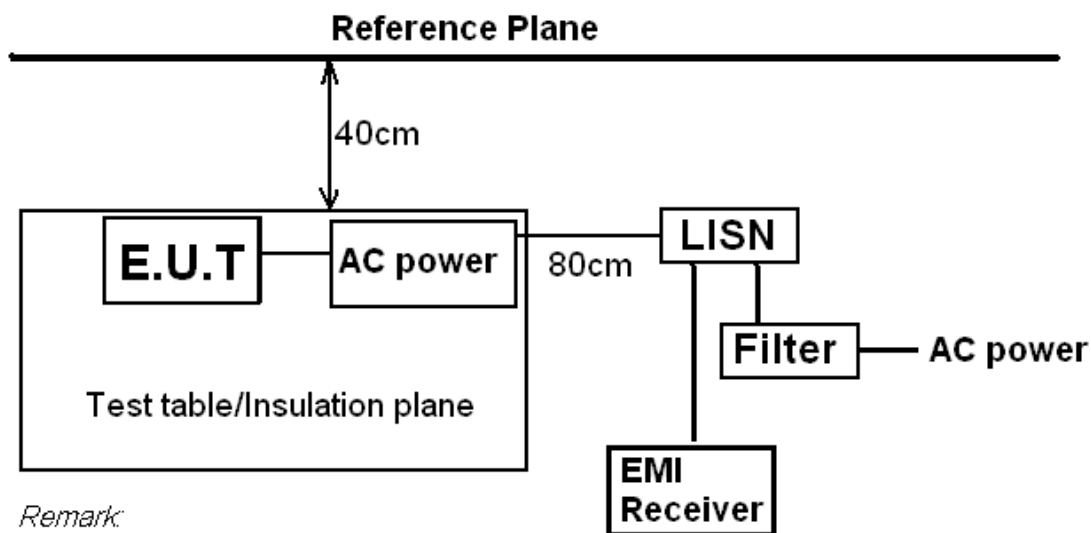 Reference Plane
40cm
E.U.T
AC power
80cm
LISN
Filter
AC power
Test table/Insulation plane
EMI
Receiver
Remark: